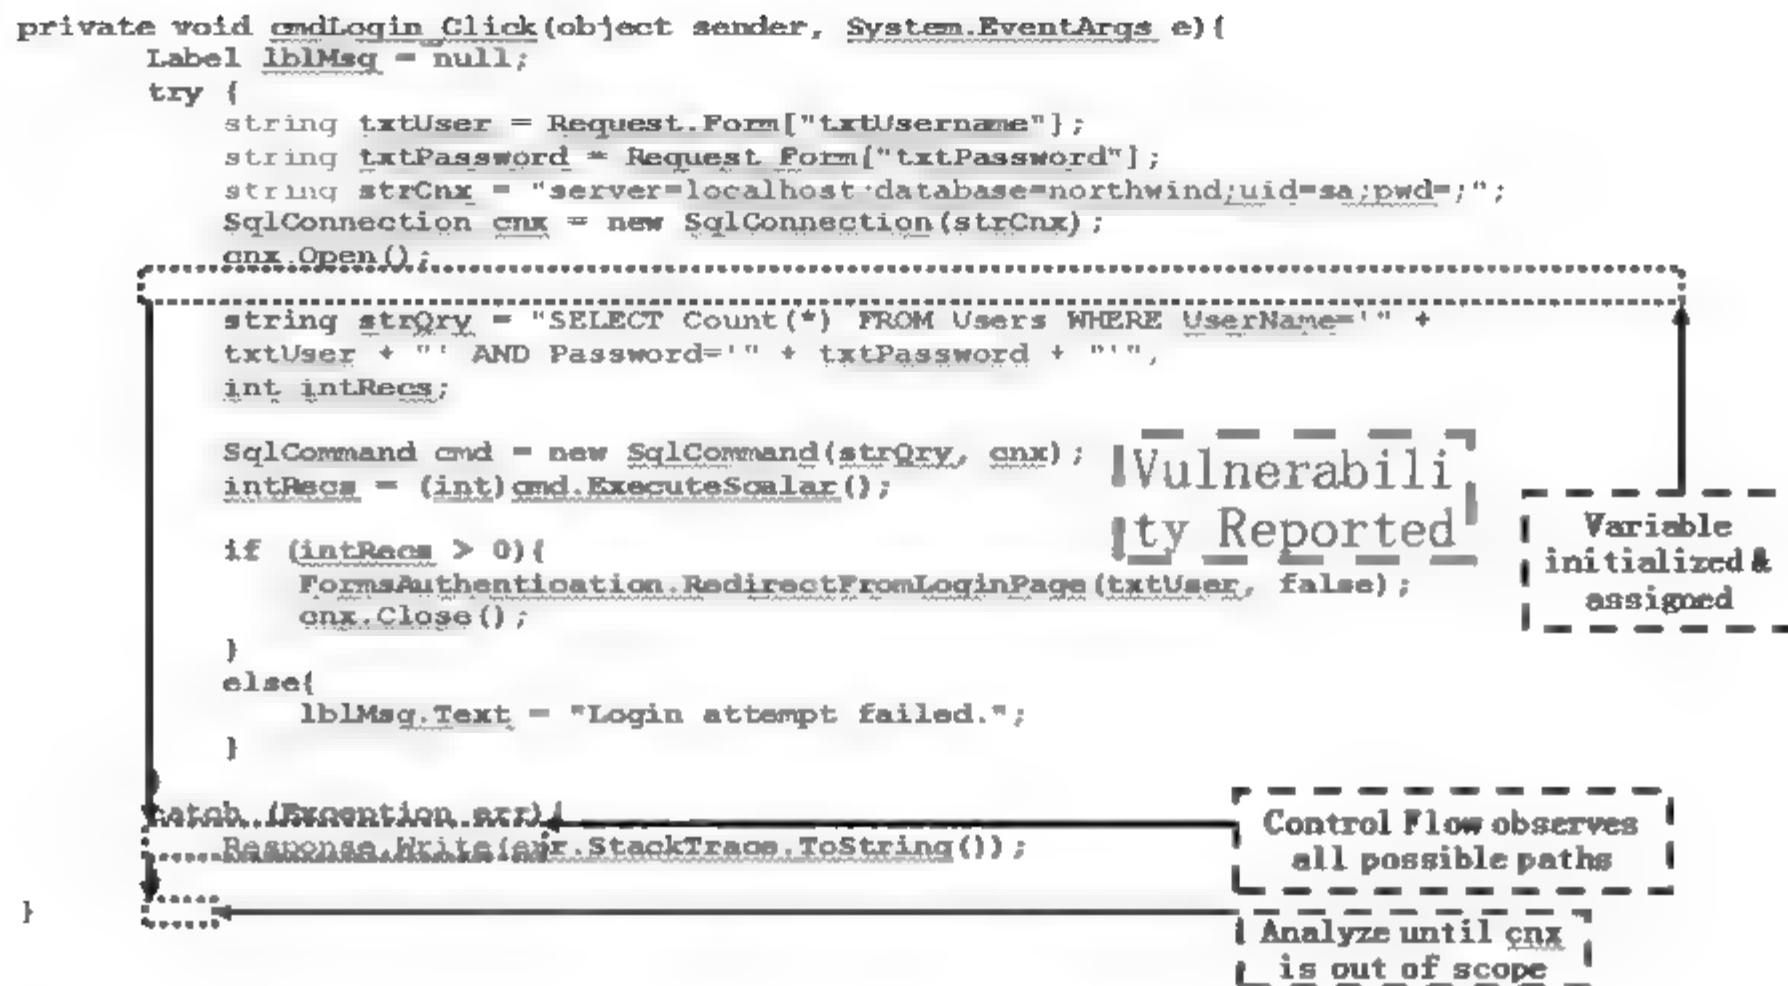 private void cmdLogin_Click(object sender, System.EventArgs e){
Label lblMsg = null;
try {
string txtUser = Request.Form["txtUsername"];
string txtPassword = Request.Form["txtPassword"];
string strCnx = "server=localhost;database=northwind;uid=sa;pwd=;";
SqlConnection cnx = new SqlConnection(strCnx);
cnx.Open();
string strQry = "SELECT Count(*) FROM Users WHERE UserName='" +
txtUser + "' AND Password='" + txtPassword + "'";
int intRecs;
SqlCommand cmd = new SqlCommand(strQry, cnx);
intRecs = (int)cmd.ExecuteScalar();
Vulnerabili
ty Reported
Variable
initialized &
assigned
if (intRecs > 0){
FormsAuthentication.RedirectFromLoginPage(txtUser, false);
cnx.Close();
}
else{
lblMsg.Text = "Login attempt failed.";
}
}
catch (Exception err){
Response.Write(err.StackTrace.ToString());
}
}
Control Flow observes
all possible paths
Analyze until cnx
is out of scope